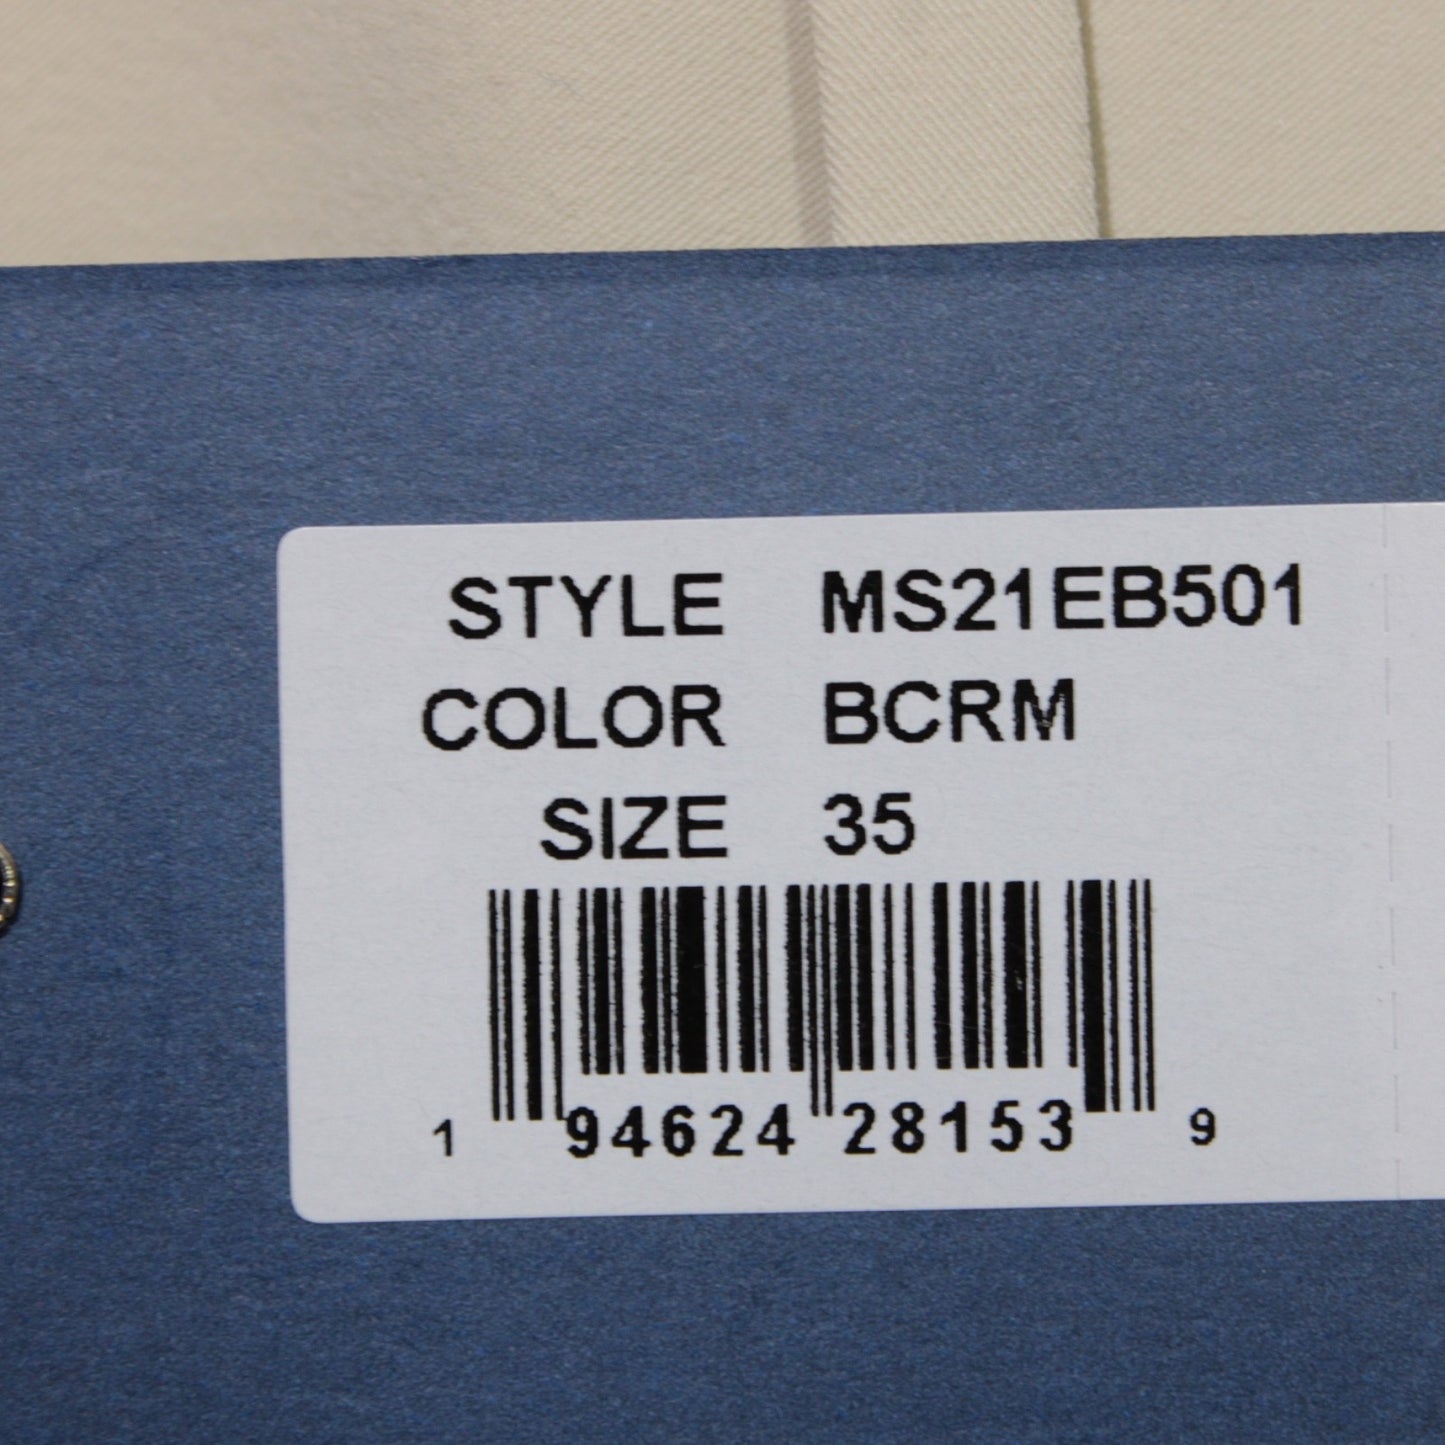 STYLE MS21EB501
COLOR BCRM
SIZE 35
1 94624 28153 9